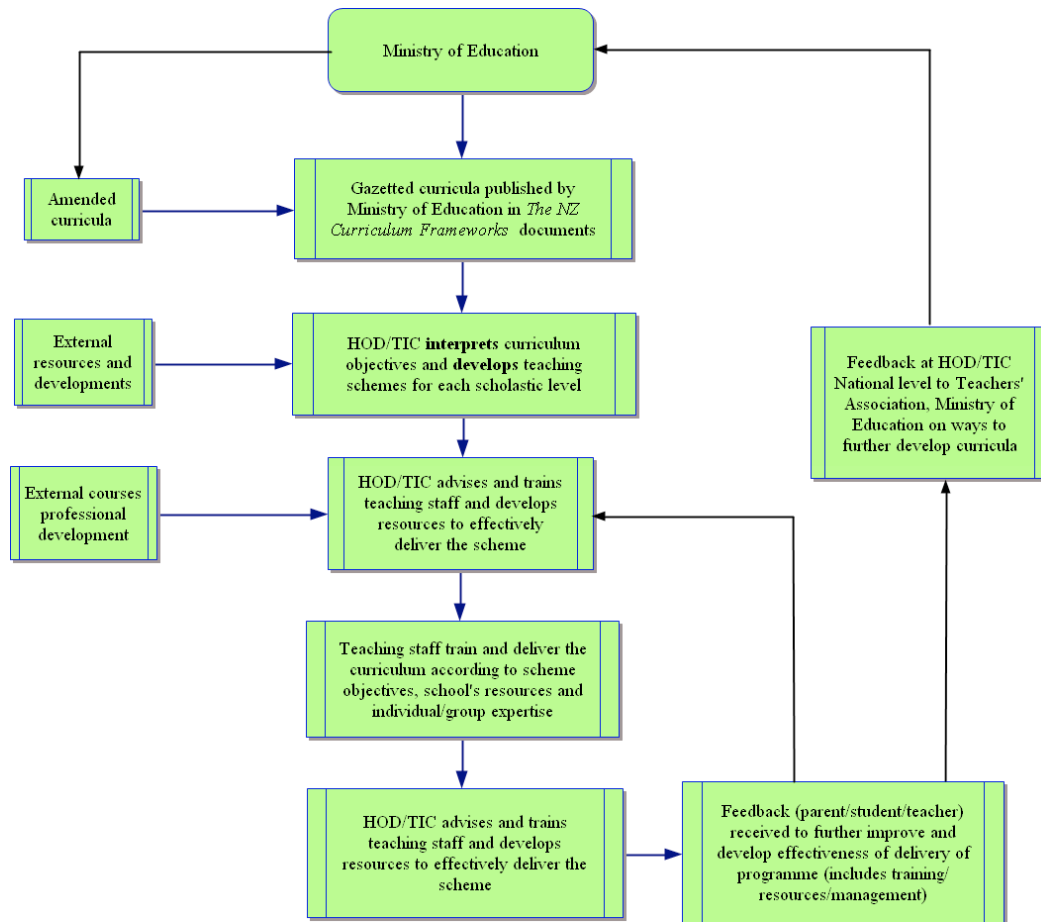 Ministry of Education
Amended
curricula
Gazetted curricula published by
Ministry of Education in The NZ
Curriculum Frameworks documents
External
resources and
developments
HOD/TIC interprets curriculum
objectives and develops teaching
schemes for each scholastic level
Feedback at HOD/TIC
National level to Teachers'
Association, Ministry of
Education on ways to
further develop curricula
External courses
professional
development
HOD/TIC advises and trains
teaching staff and develops
resources to effectively
deliver the scheme
Teaching staff train and deliver the
curriculum according to scheme
objectives, school's resources and
individual/group expertise
HOD/TIC advises and trains
teaching staff and develops
resources to effectively deliver the
scheme
Feedback (parent/student/teacher)
received to further improve and
develop effectiveness of delivery of
programme (includes training/
resources/management)